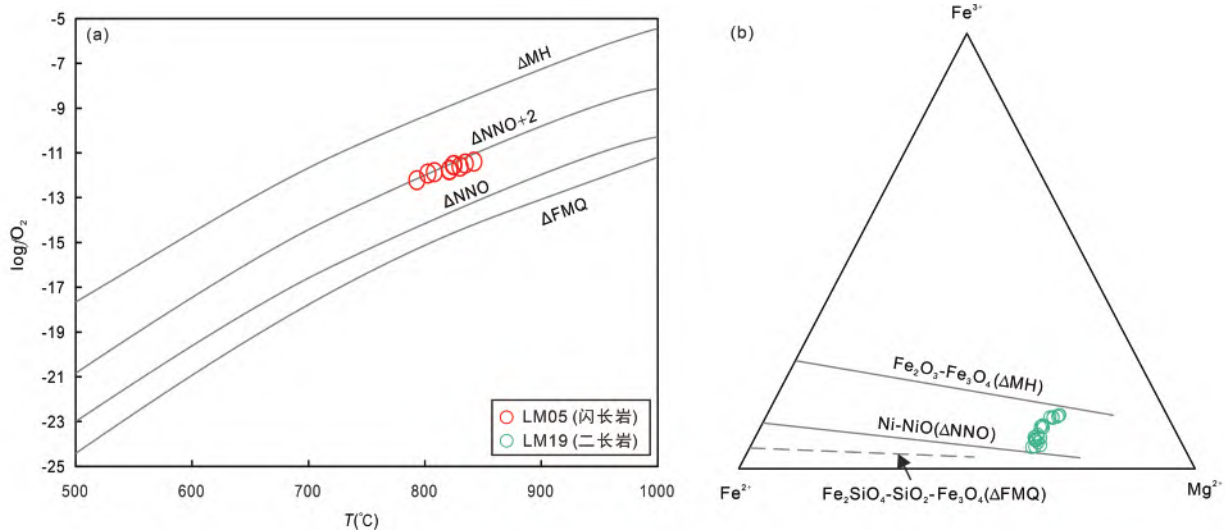 (a)
-5
-7
-9
-11
-13
-15
-17
-19
-21
-23
-25
logfO₂
500
600
700
800
900
1000
T(℃)
ΔMH
ΔNNO+2
ΔNNO
ΔFMQ
LM05 (闪长岩)
LM19 (二长岩)
(b)
Fe³⁺
Fe₂O₃-Fe₃O₄(ΔMH)
Ni-NiO(ΔNNO)
Fe²⁺
Mg²⁺
Fe₂SiO₄-SiO₂-Fe₃O₄(ΔFMQ)